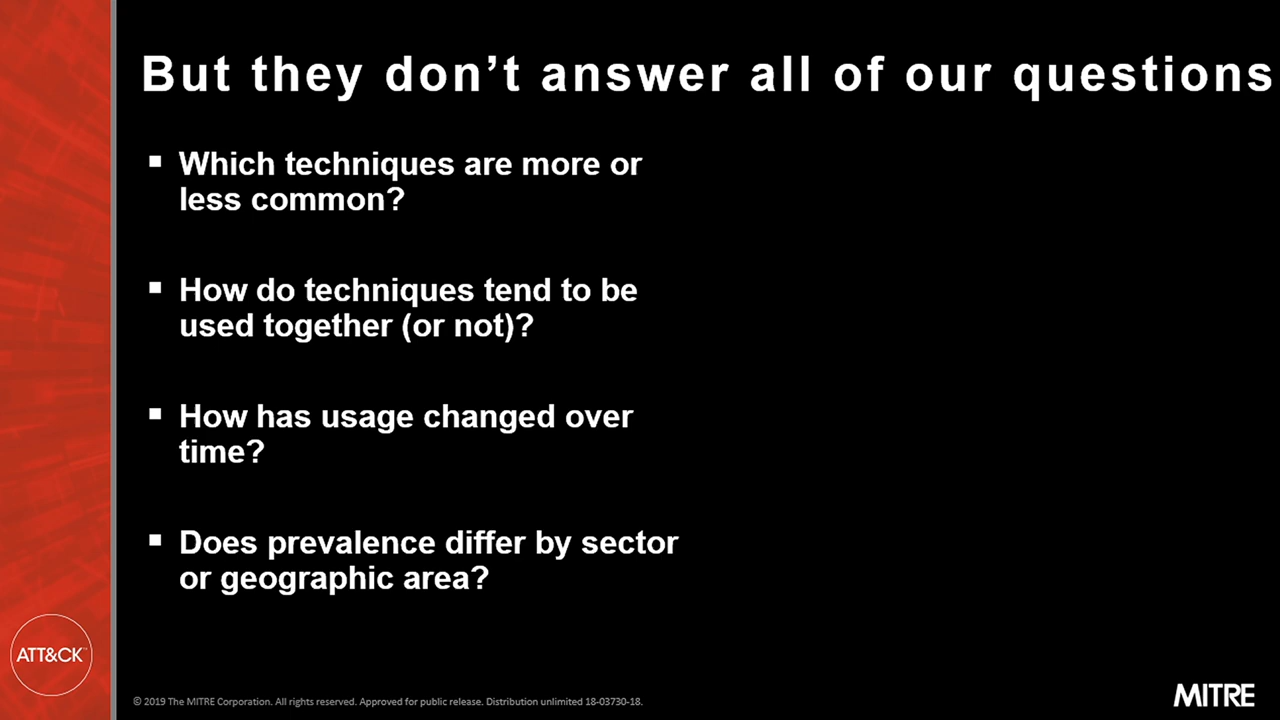 But they don’t answer all of our questions
▪ Which techniques are more or
less common?
▪ How do techniques tend to be
used together (or not)?
▪ How has usage changed over
time?
▪ Does prevalence differ by sector
or geographic area?
ATT&CK™
© 2019 The MITRE Corporation. All rights reserved. Approved for public release. Distribution unlimited 18-03730-18.
MITRE